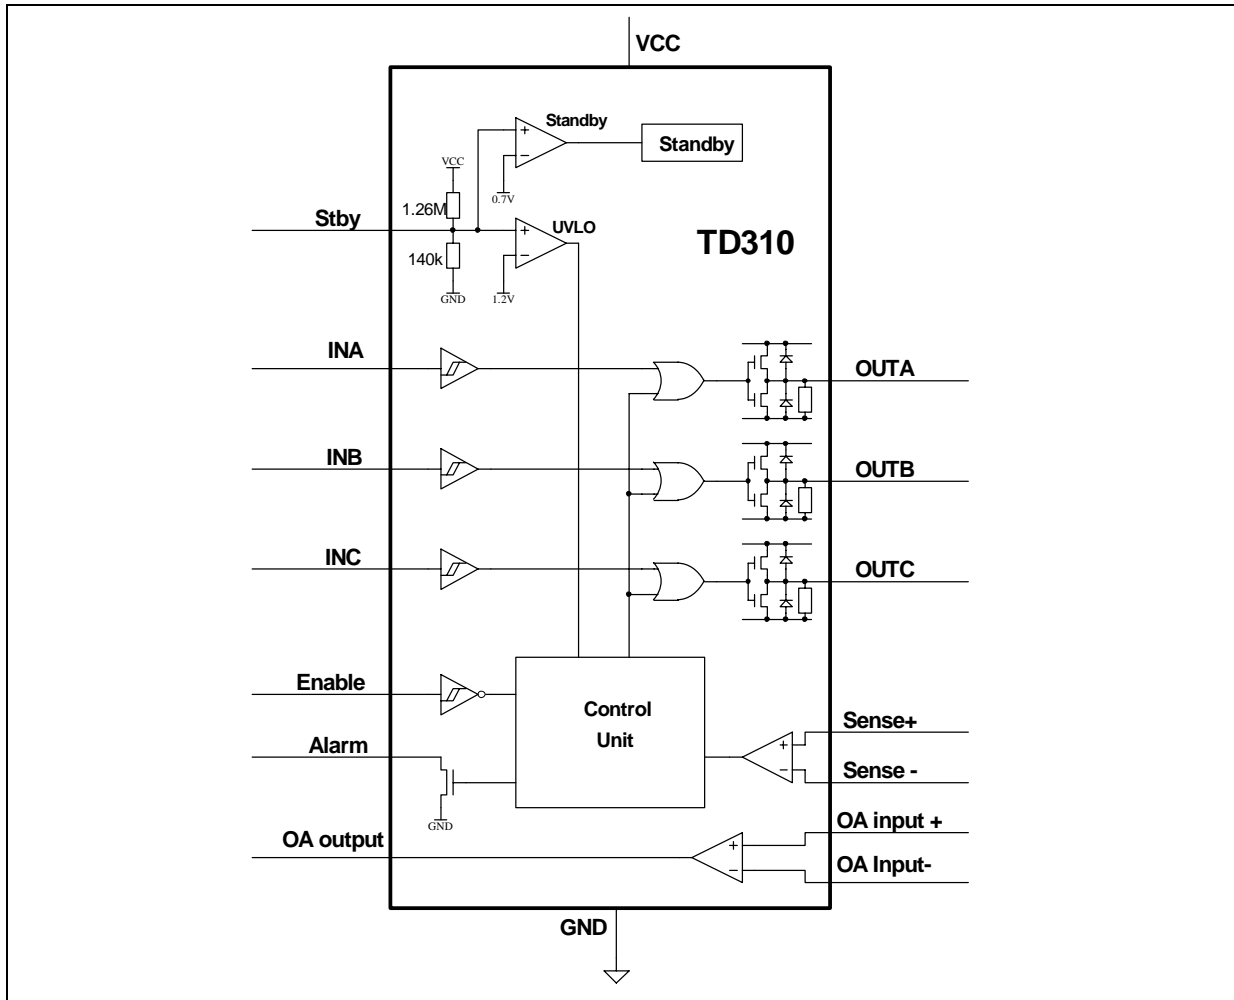 VCC
Standby
+
−
Standby
VCC
0.7V
1.26M
Stby
+
UVLO
−
TD310
140k
GND
1.2V
INA
OUTA
INB
OUTB
INC
OUTC
Enable
Control
Unit
Sense+
+
Alarm
−
Sense -
GND
OA input +
OA output
+
−
OA Input-
GND